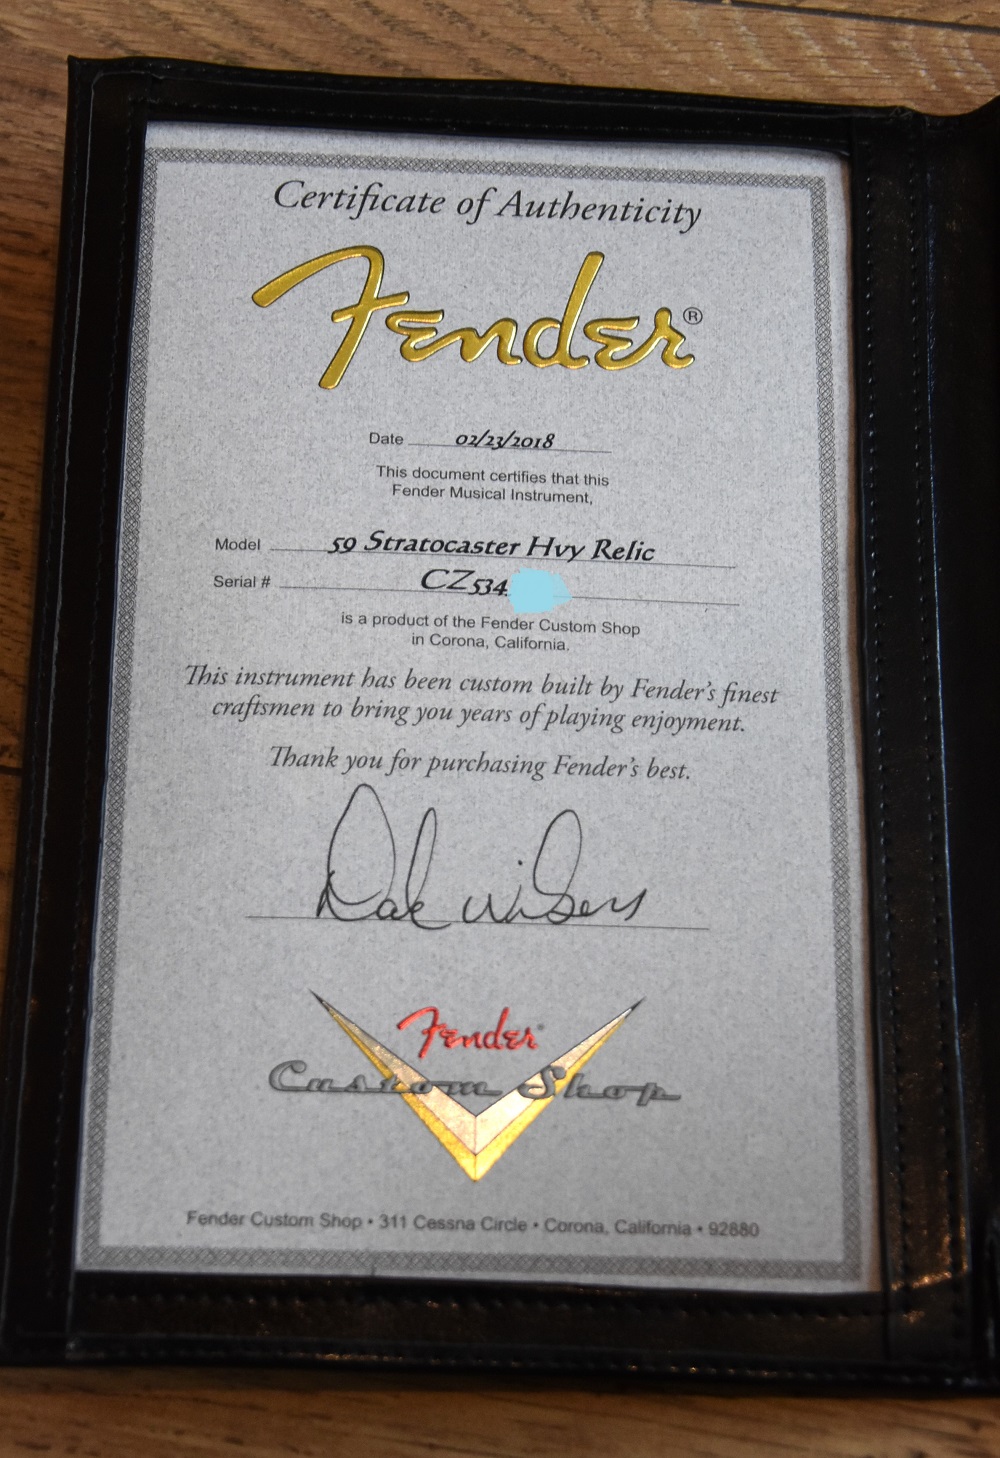 Certificate of Authenticity
Fender®
Date 02/23/2018
This document certifies that this
Fender Musical Instrument,
Model 59 Stratocaster Hvy Relic
Serial # CZ534
is a product of the Fender Custom Shop
in Corona, California.
This instrument has been custom built by Fender's finest
craftsmen to bring you years of playing enjoyment.
Thank you for purchasing Fender's best.
Fender
Custom Shop
Fender Custom Shop • 311 Cessna Circle • Corona, California • 92880